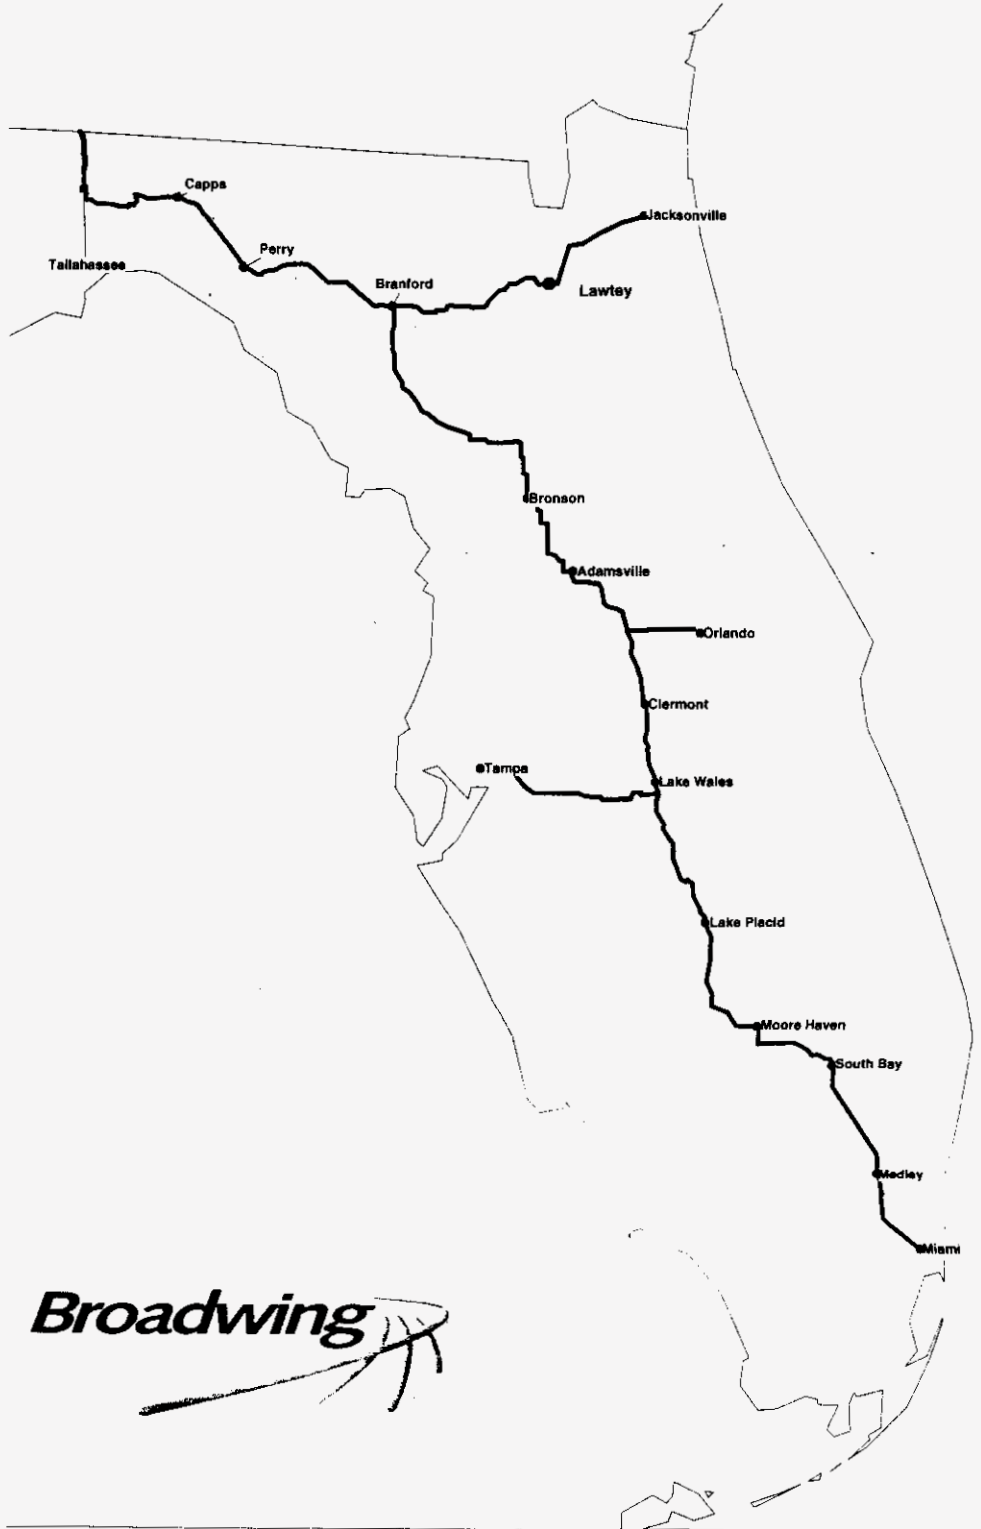 Capps
Jacksonville
Perry
Tallahassee
Branford
Lawtey
Bronson
Adamsville
Orlando
Clermont
Tampa
Lake Wales
Lake Placid
Moore Haven
South Bay
Medley
Miami
Broadwing